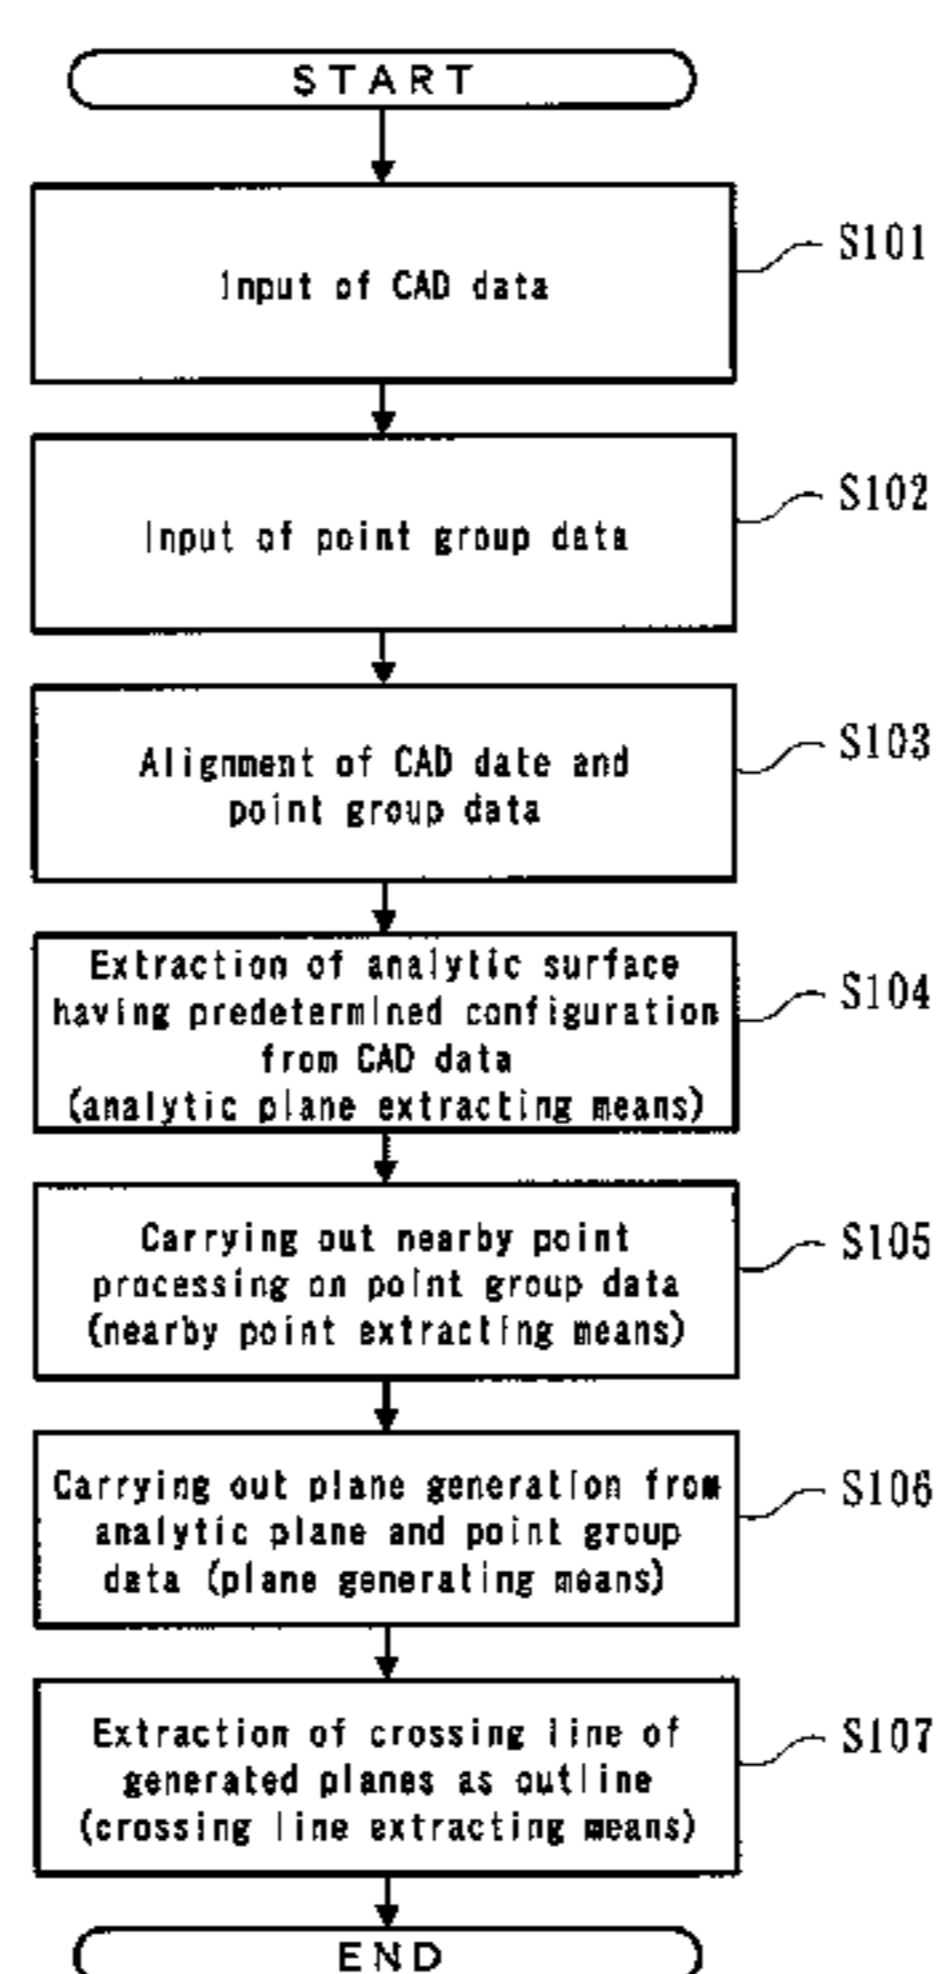 START
Input of CAD data
S101
Input of point group data
S102
Alignment of CAD date and
point group data
S103
Extraction of analytic surface
having predetermined configuration
from CAD data
(analytic plane extracting means)
S104
Carrying out nearby point
processing on point group data
(nearby point extracting means)
S105
Carrying out plane generation from
analytic plane and point group
data (plane generating means)
S106
Extraction of crossing line of
generated planes as outline
(crossing line extracting means)
S107
END